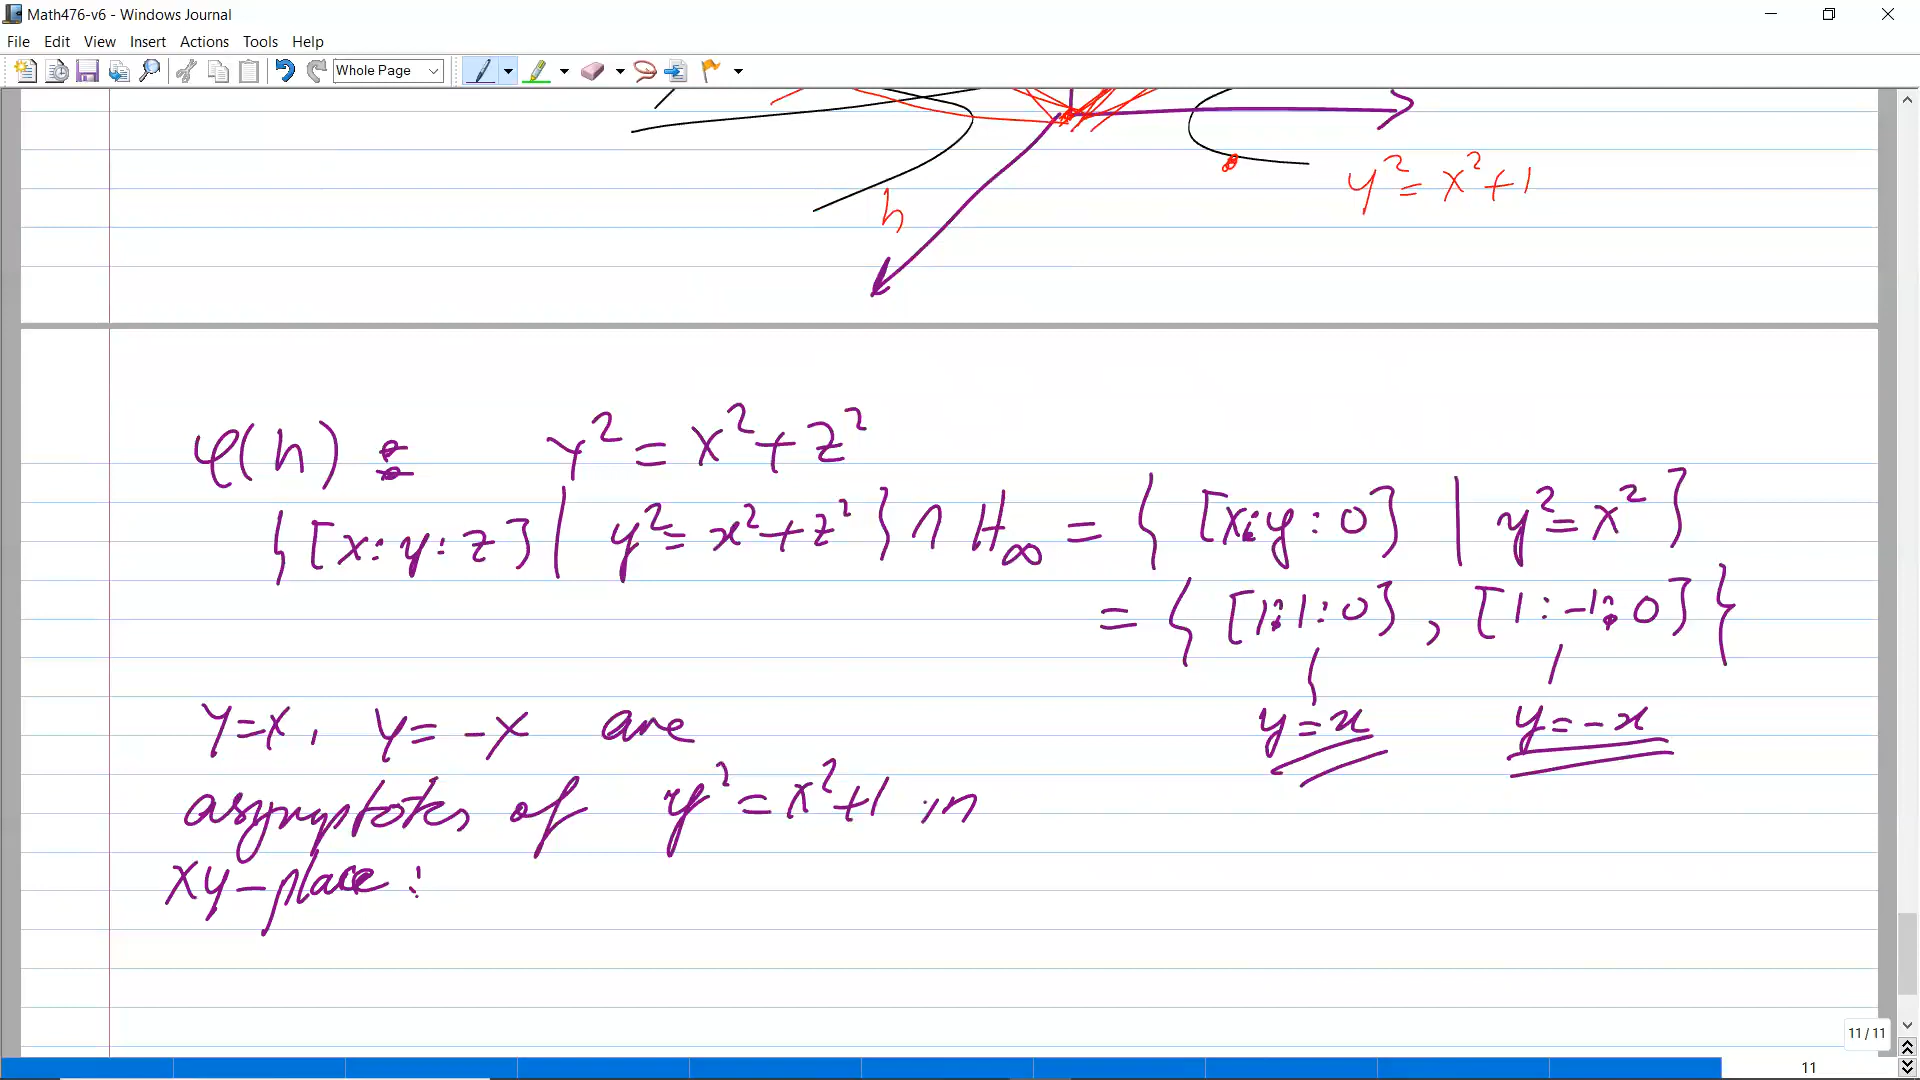 Math476-v6 - Windows Journal
File Edit View Insert Actions Tools Help
Whole Page
y² = x² + 1
h
φ(h) : y² = x² + z²
{ [x : y : z] | y² = x² + z² } ∩ H∞ = { [x : y : 0] | y² = x² }
= { [1 : 1 : 0] , [1 : -1 : 0] }
y = x y = -x
y = x , y = -x are
asymptotes of y² = x² + 1 in
xy-place :
11 / 11
11